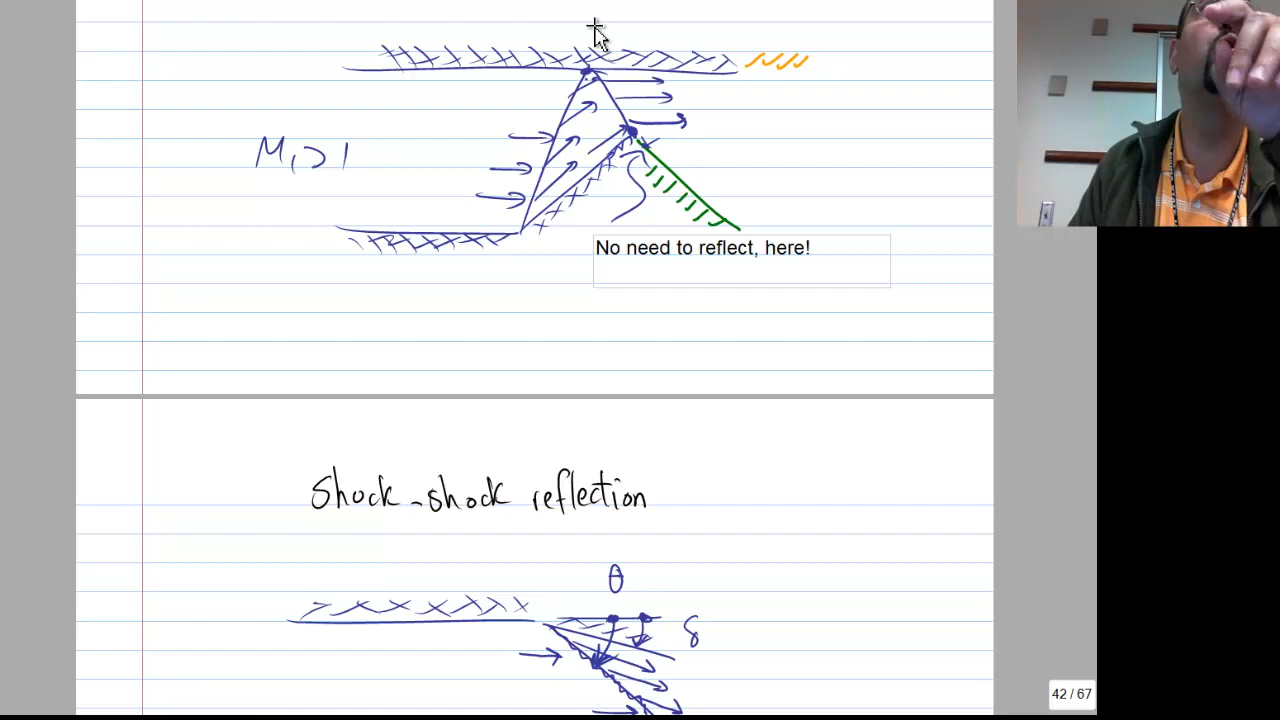 M₁>1
No need to reflect, here!
Shock-shock reflection
θ
δ
42 / 67